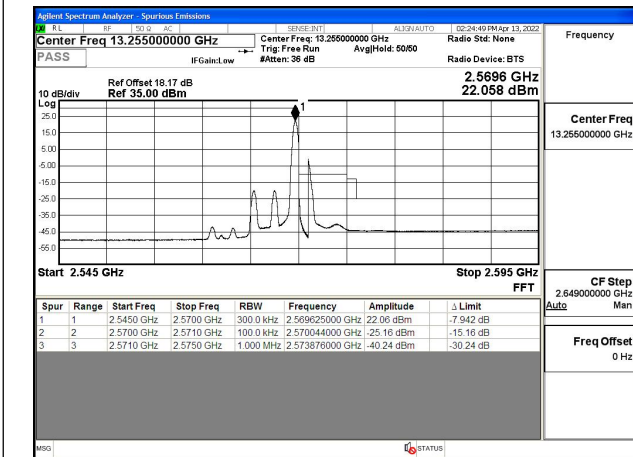 Agilent Spectrum Analyzer - Spurious Emissions
RL RF 50 Ω AC SENSE:INT ALIGNAUTO 02:24:49 PM Apr 13, 2022
Center Freq 13.255000000 GHz
Center Freq: 13.255000000 GHz
Radio Std: None
Trig: Free Run Avg|Hold: 50/50
PASS
IFGain:Low
#Atten: 36 dB
Radio Device: BTS
Ref Offset 18.17 dB
2.5696 GHz
10 dB/div Ref 35.00 dBm
22.058 dBm
Log
1
25.0
15.0
5.00
-5.00
-15.0
-25.0
-35.0
-45.0
-55.0
Start 2.545 GHz
Stop 2.595 GHz
FFT
Spur Range Start Freq Stop Freq RBW Frequency Amplitude Δ Limit
1 1 2.5450 GHz 2.5700 GHz 300.0 kHz 2.569625000 GHz 22.06 dBm -7.942 dB
2 2 2.5700 GHz 2.5710 GHz 100.0 kHz 2.570044000 GHz -25.16 dBm -15.16 dB
3 3 2.5710 GHz 2.5750 GHz 1.000 MHz 2.573876000 GHz -40.24 dBm -30.24 dB
MSG
STATUS
Frequency
Center Freq
13.255000000 GHz
CF Step
2.649000000 GHz
Auto Man
Freq Offset
0 Hz